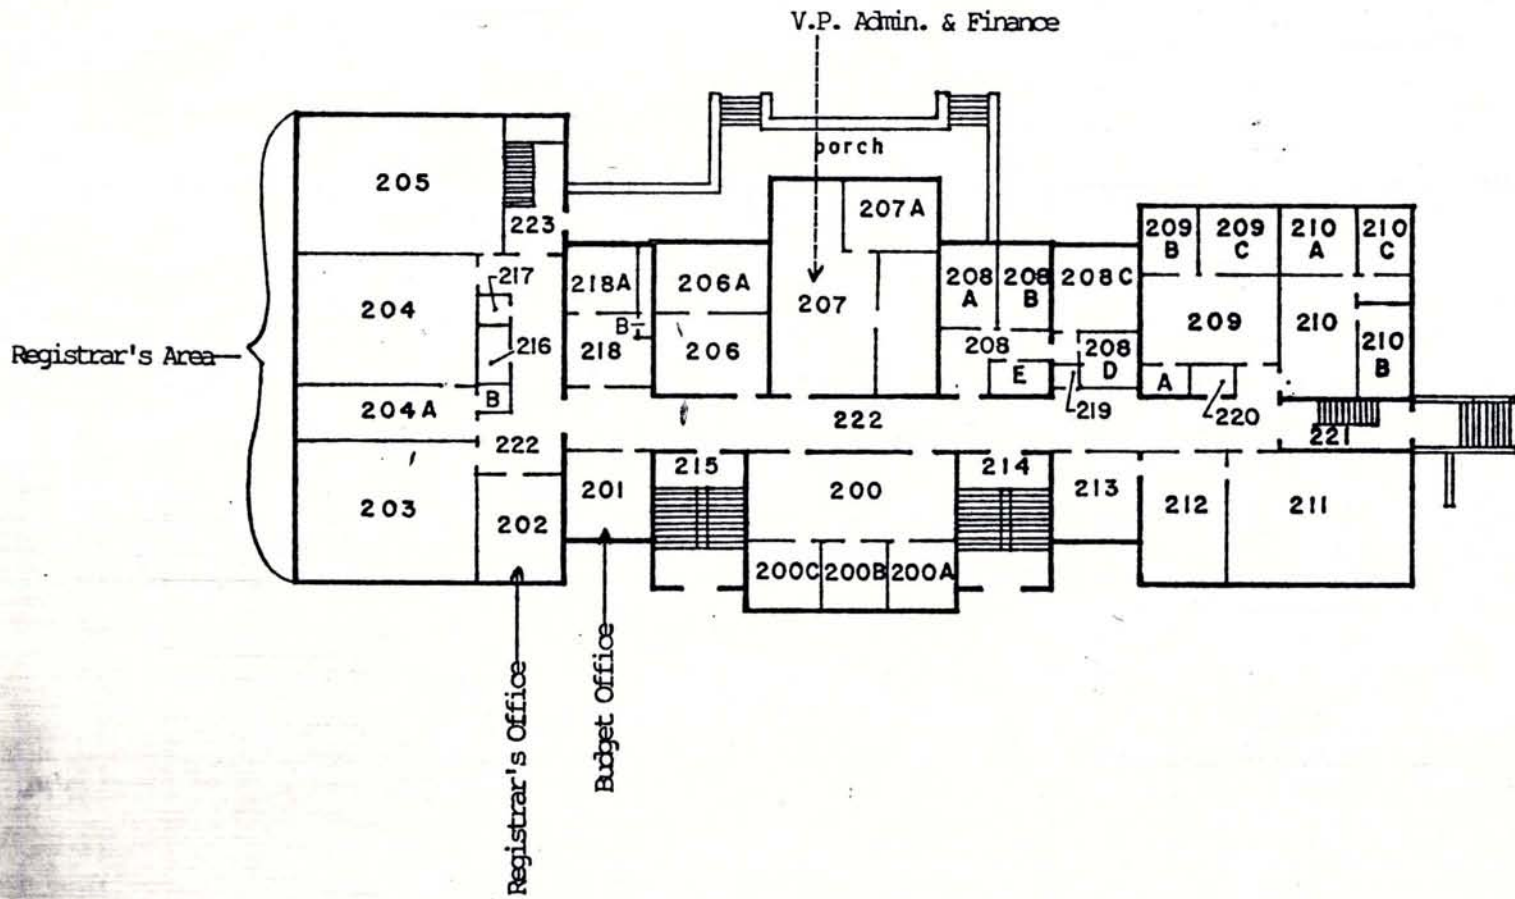 V.P. Admin. & Finance
porch
205
207A
223
209
B
209
C
210
A
210
C
217
218A
206A
208
A
208
B
208C
204
207
B
209
210
Registrar's Area
216
218
206
208
208
D
210
B
E
A
B
204A
219
220
222
222
221
215
214
201
200
213
203
202
212
211
200C
200B
200A
Registrar's Office
Budget Office